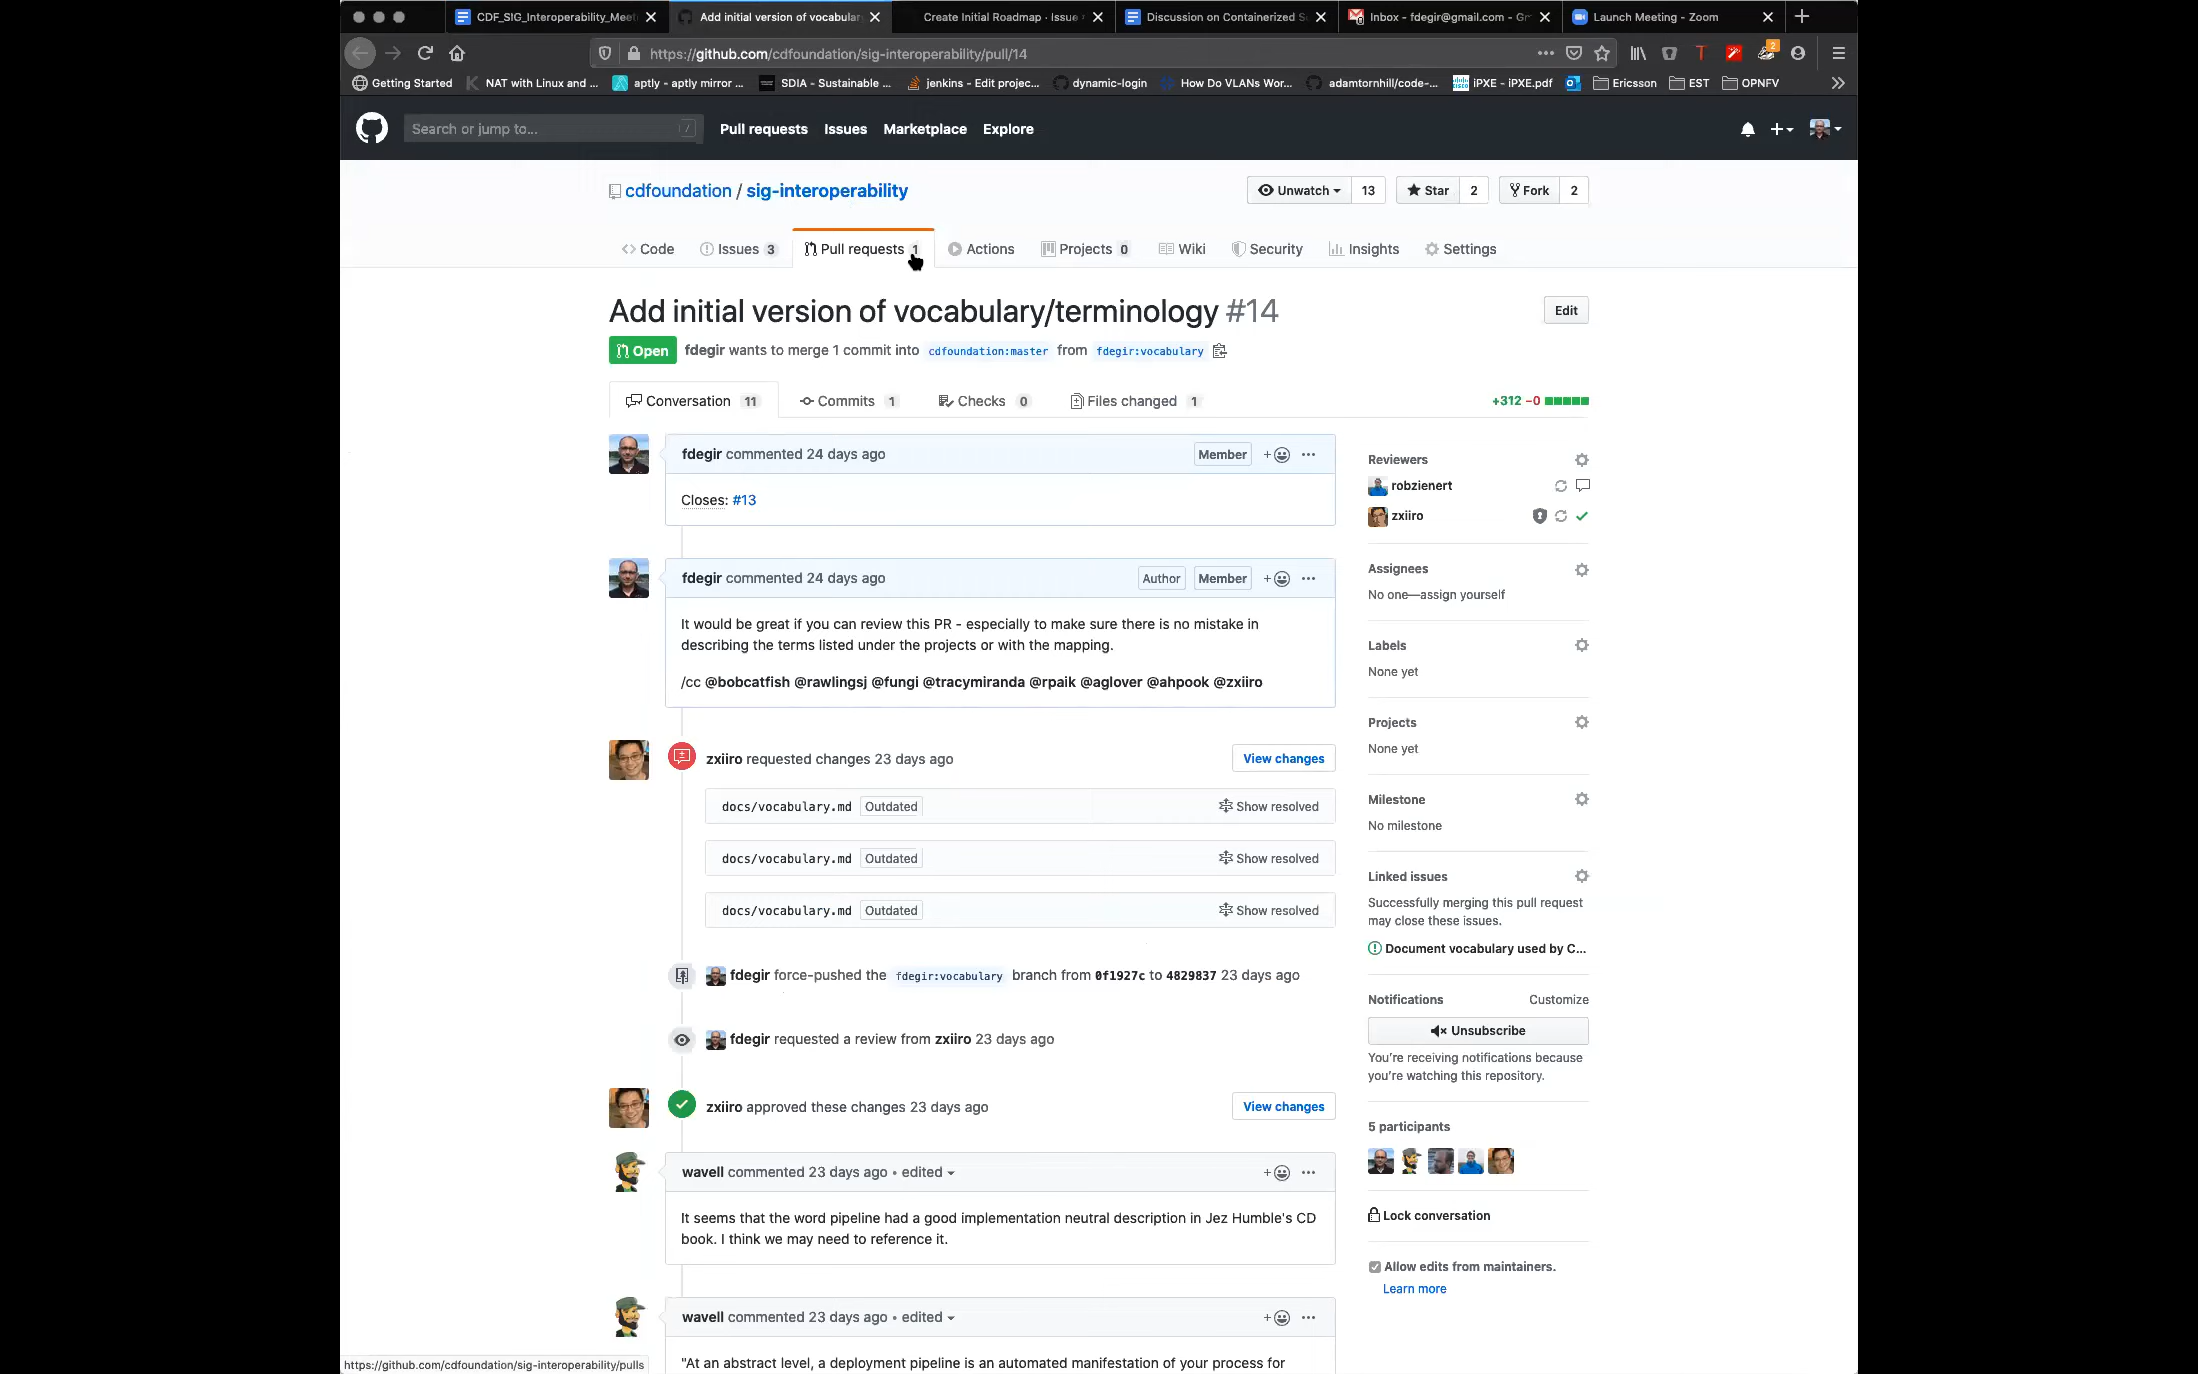 CDF_SIG_Interoperability_Meet
Add initial version of vocabular
Create Initial Roadmap · Issue
Discussion on Containerized S
Inbox - fdegir@gmail.com - G
Launch Meeting - Zoom
https://github.com/cdfoundation/sig-interoperability/pull/14
T
2
Getting Started
NAT with Linux and ...
aptly - aptly mirror ...
SDIA - Sustainable ...
jenkins - Edit projec...
dynamic-login
How Do VLANs Wor...
adamtornhill/code-...
iPXE - iPXE.pdf
Ericsson
EST
OPNFV
Search or jump to...
/
Pull requests
Issues
Marketplace
Explore
cdfoundation / sig-interoperability
Unwatch 13
Star 2
Fork 2
Code
Issues 3
Pull requests 1
Actions
Projects 0
Wiki
Security
Insights
Settings
Add initial version of vocabulary/terminology #14
Edit
Open
fdegir wants to merge 1 commit into cdfoundation:master from fdegir:vocabulary
Conversation 11
Commits 1
Checks 0
Files changed 1
+312 −0
fdegir commented 24 days ago
Member
Closes: #13
fdegir commented 24 days ago
Author
Member
It would be great if you can review this PR - especially to make sure there is no mistake in
describing the terms listed under the projects or with the mapping.
/cc @bobcatfish @rawlingsj @fungi @tracymiranda @rpaik @aglover @ahpook @zxiiro
zxiiro requested changes 23 days ago
View changes
docs/vocabulary.md Outdated
Show resolved
docs/vocabulary.md Outdated
Show resolved
docs/vocabulary.md Outdated
Show resolved
fdegir force-pushed the fdegir:vocabulary branch from 0f1927c to 4829837 23 days ago
fdegir requested a review from zxiiro 23 days ago
zxiiro approved these changes 23 days ago
View changes
wavell commented 23 days ago • edited
It seems that the word pipeline had a good implementation neutral description in Jez Humble's CD
book. I think we may need to reference it.
wavell commented 23 days ago • edited
"At an abstract level, a deployment pipeline is an automated manifestation of your process for
Reviewers
robzienert
zxiiro
Assignees
No one—assign yourself
Labels
None yet
Projects
None yet
Milestone
No milestone
Linked issues
Successfully merging this pull request
may close these issues.
Document vocabulary used by C...
Notifications
Customize
Unsubscribe
You're receiving notifications because
you're watching this repository.
5 participants
Lock conversation
Allow edits from maintainers.
Learn more
https://github.com/cdfoundation/sig-interoperability/pulls